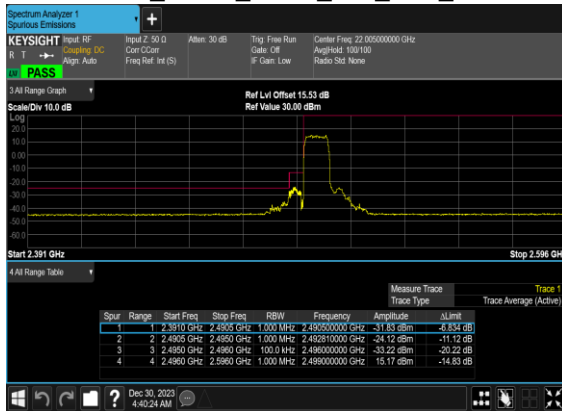 Spectrum Analyzer 1
Spurious Emissions
+
KEYSIGHT
R T
PASS
Input: RF
Coupling: DC
Align: Auto
Input Z: 50 Ω
Corr CCorr
Freq Ref: Int (S)
Atten: 30 dB
Trig: Free Run
Gate: Off
IF Gain: Low
Center Freq: 22.005000000 GHz
Avg|Hold: 100/100
Radio Std: None
3 All Range Graph
Scale/Div 10.0 dB
Ref Lvl Offset 15.53 dB
Ref Value 30.00 dBm
Log
20.0
10.0
0.00
-10.0
-20.0
-30.0
-40.0
-50.0
-60.0
Start 2.391 GHz
Stop 2.596 GH
4 All Range Table
Measure Trace Trace 1
Trace Type Trace Average (Active)
Spur Range Start Freq Stop Freq RBW Frequency Amplitude ΔLimit
1 1 2.3910 GHz 2.4905 GHz 1.000 MHz 2.490500000 GHz -31.83 dBm -6.834 dB
2 2 2.4905 GHz 2.4950 GHz 1.000 MHz 2.492810000 GHz -24.12 dBm -11.12 dB
3 3 2.4950 GHz 2.4960 GHz 100.0 kHz 2.496000000 GHz -33.22 dBm -20.22 dB
4 4 2.4960 GHz 2.5960 GHz 1.000 MHz 2.499000000 GHz 15.17 dBm -14.83 dB
?
Dec 30, 2023
4:40:24 AM